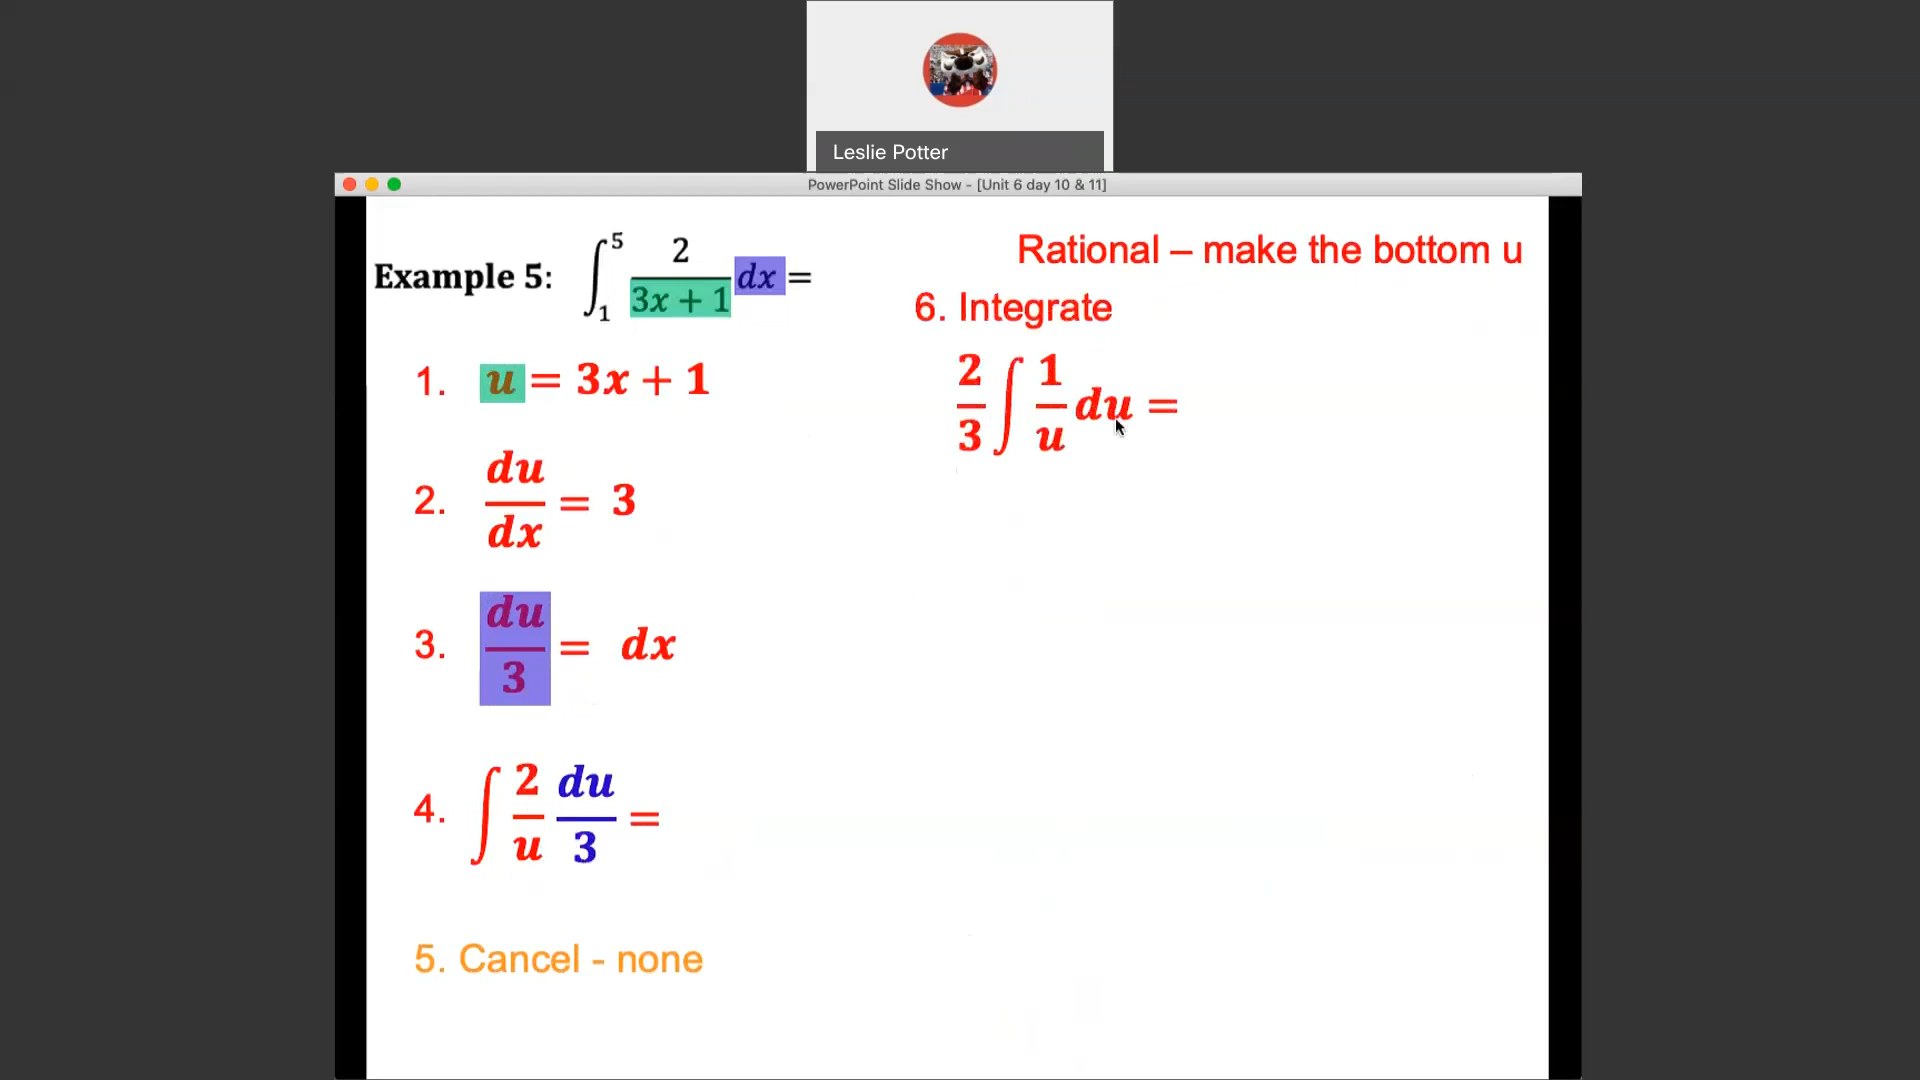 Leslie Potter
PowerPoint Slide Show - [Unit 6 day 10 & 11]
Example 5: ∫₁⁵ 2/(3x + 1) dx =
Rational – make the bottom u
1. u = 3x + 1
2. du/dx = 3
3. du/3 = dx
4. ∫ 2/u du/3 =
5. Cancel - none
6. Integrate
2/3 ∫ 1/u du =